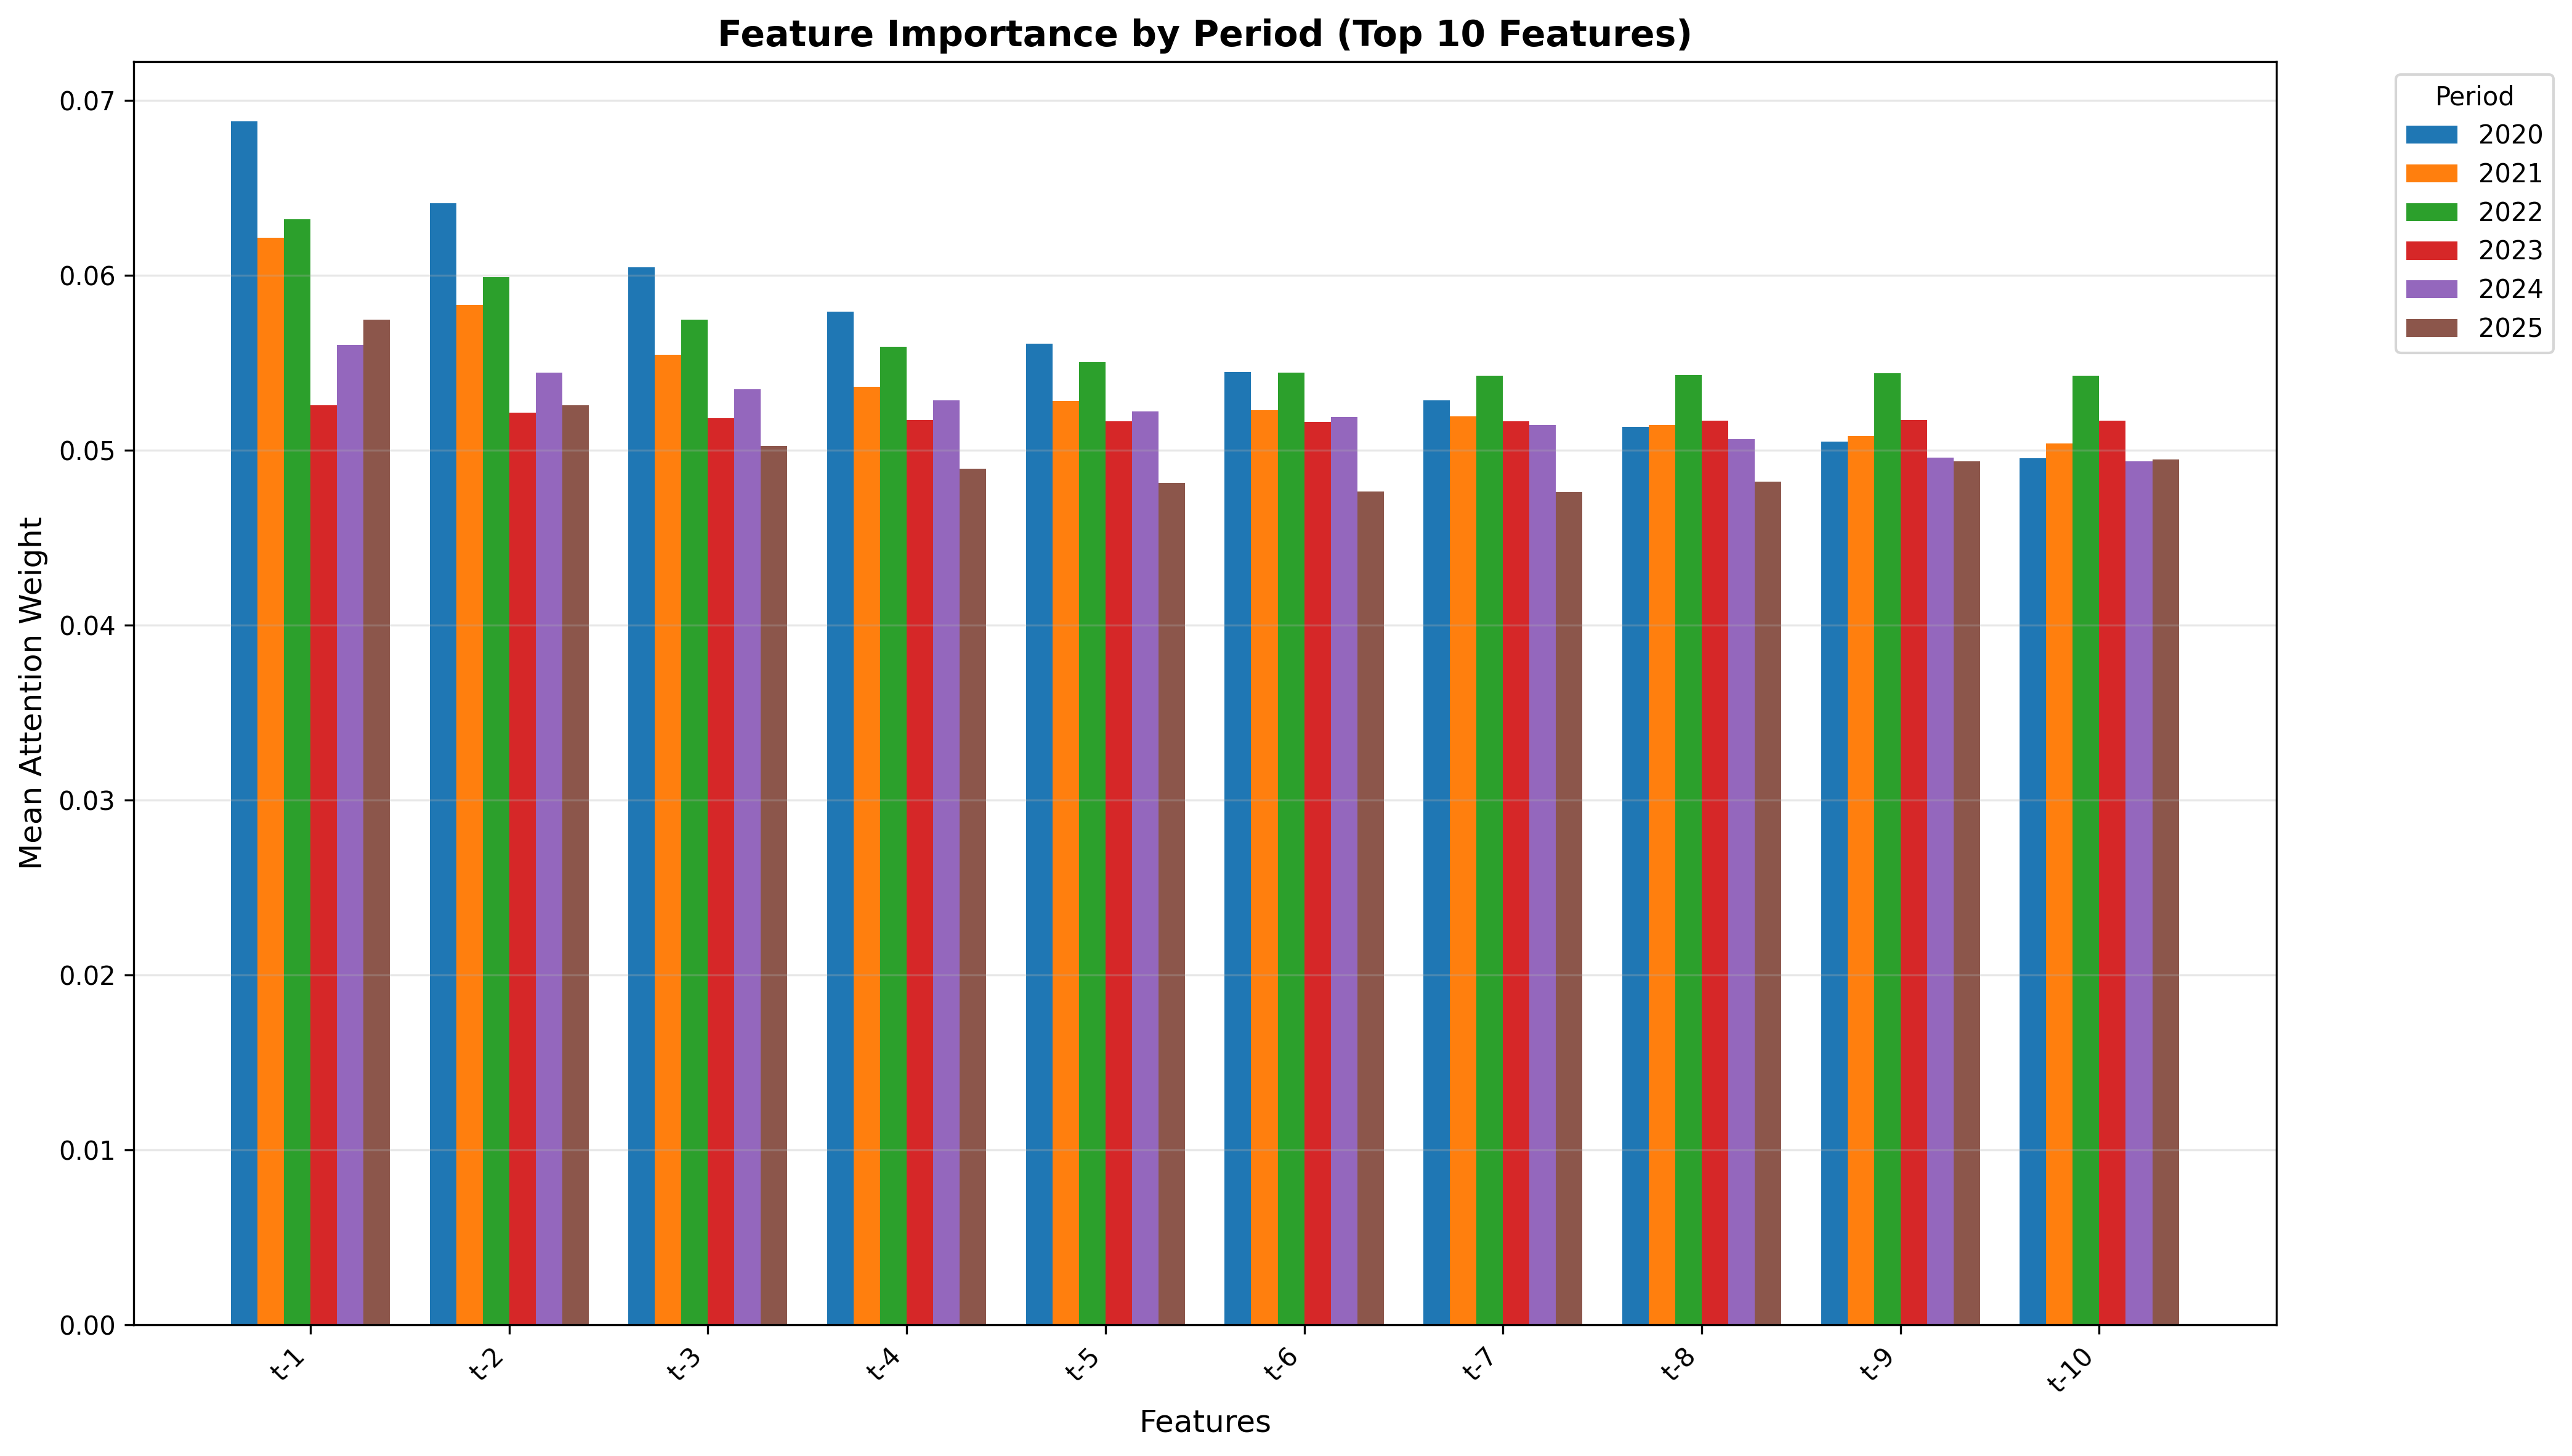 Feature Importance by Period (Top 10 Features)
Period
2020
2021
2022
2023
2024
2025
Mean Attention Weight
0.07
0.06
0.05
0.04
0.03
0.02
0.01
0.00
t-1
t-2
t-3
t-4
t-5
t-6
t-7
t-8
t-9
t-10
Features